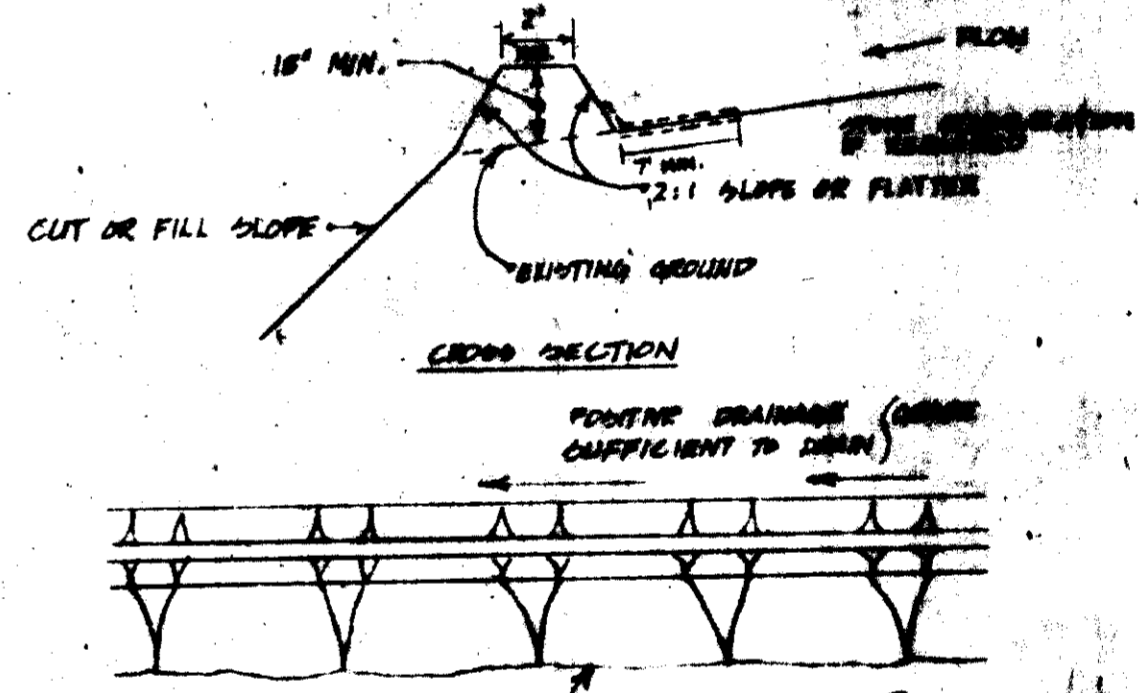 2'
18" MIN.
FLOW
7' MIN.
2:1 SLOPE OR FLATTER
CUT OR FILL SLOPE
EXISTING GROUND
CROSS SECTION
POSITIVE DRAINAGE (GRADE
SUFFICIENT TO DRAIN)